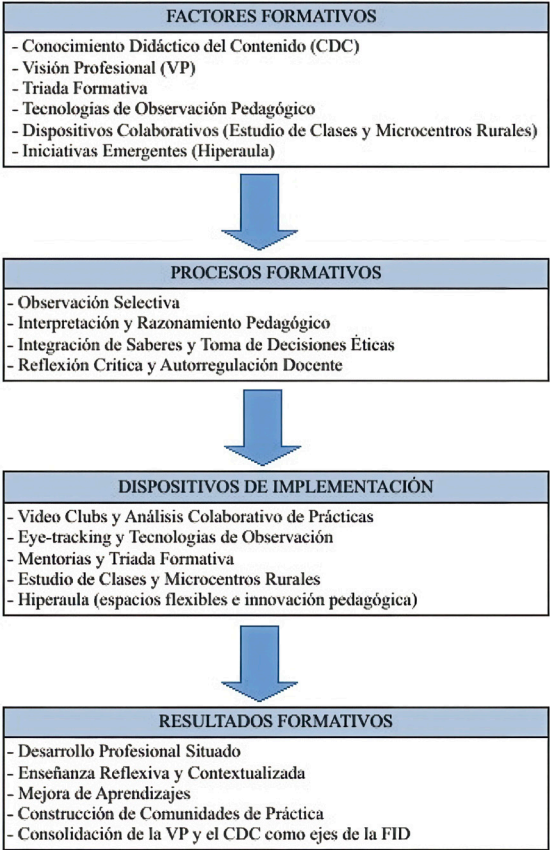 FACTORES FORMATIVOS
- Conocimiento Didáctico del Contenido (CDC)
- Visión Profesional (VP)
- Triada Formativa
- Tecnologias de Observación Pedagógico
- Dispositivos Colaborativos (Estudio de Clases y Microcentros Rurales)
- Iniciativas Emergentes (Hiperaula)
PROCESOS FORMATIVOS
- Observación Selectiva
- Interpretación y Razonamiento Pedagógico
- Integración de Saberes y Toma de Decisiones Éticas
- Reflexión Critica y Autorregulación Docente
DISPOSITIVOS DE IMPLEMENTACIÓN
- Video Clubs y Análisis Colaborativo de Prácticas
- Eye-tracking y Tecnologías de Observación
- Mentorias y Triada Formativa
- Estudio de Clases y Microcentros Rurales
- Hiperaula (espacios flexibles e innovación pedagógica)
RESULTADOS FORMATIVOS
- Desarrollo Profesional Situado
- Enseñanza Reflexiva y Contextualizada
- Mejora de Aprendizajes
- Construcción de Comunidades de Práctica
- Consolidación de la VP y el CDC como ejes de la FID